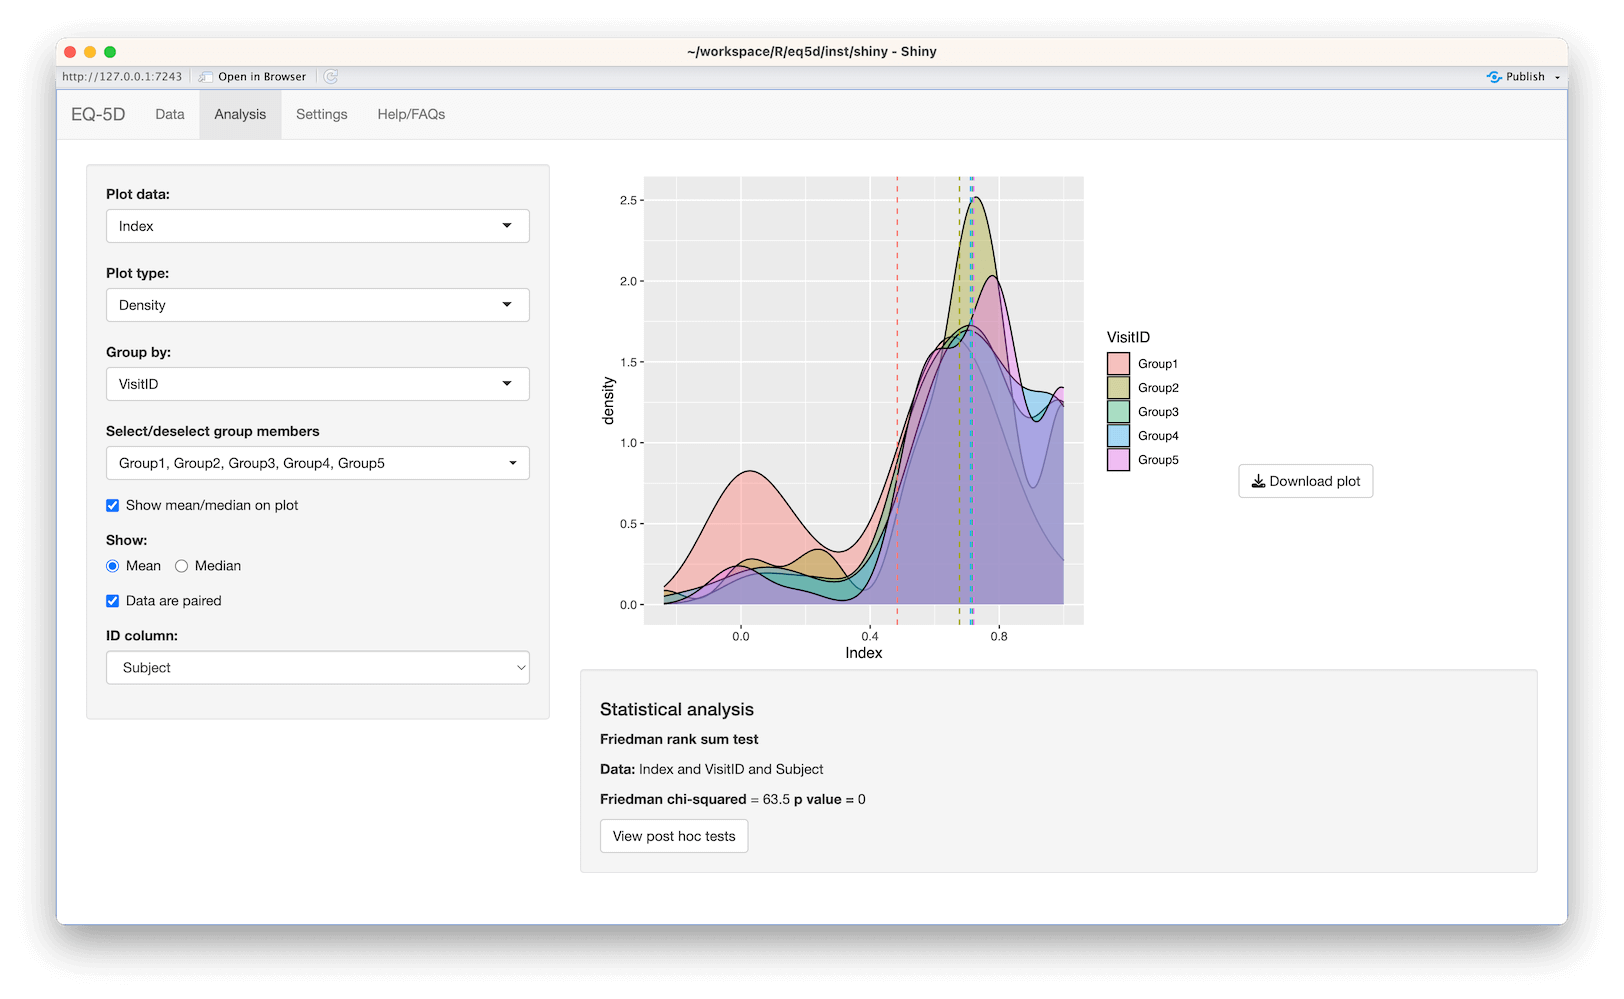 ~/workspace/R/eq5d/inst/shiny - Shiny
http://127.0.0.1:7243 Open in Browser Publish
EQ-5D Data Analysis Settings Help/FAQs
Plot data:
Index
Plot type:
Density
Group by:
VisitID
Select/deselect group members
Group1, Group2, Group3, Group4, Group5
Show mean/median on plot
Show:
Mean Median
Data are paired
ID column:
Subject
2.5
2.0
1.5
1.0
0.5
0.0
density
0.0 0.4 0.8
Index
VisitID
Group1
Group2
Group3
Group4
Group5
Download plot
Statistical analysis
Friedman rank sum test
Data: Index and VisitID and Subject
Friedman chi-squared = 63.5 p value = 0
View post hoc tests